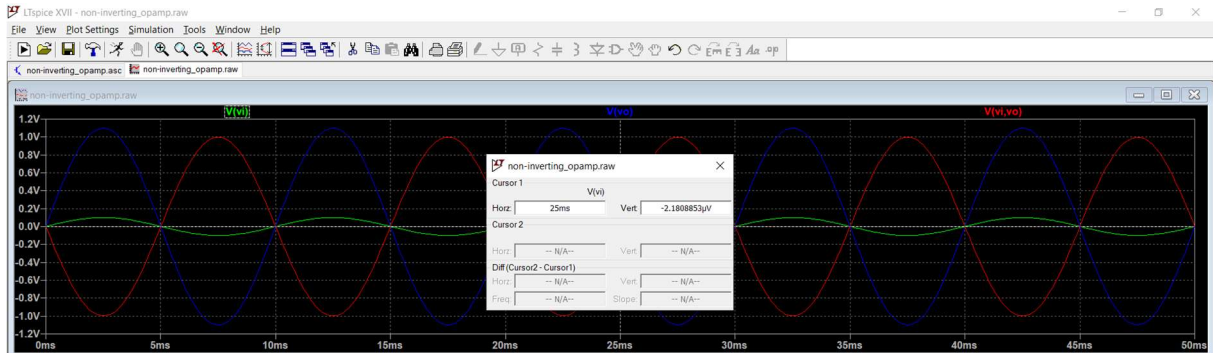 LTspice XVII - non-inverting_opamp.raw
File View Plot Settings Simulation Tools Window Help
non-inverting_opamp.asc non-inverting_opamp.raw
non-inverting_opamp.raw
V(vi) V(vo) V(vi,vo)
1.2V
1.0V
0.8V
0.6V
0.4V
0.2V
0.0V
-0.2V
-0.4V
-0.6V
-0.8V
-1.0V
-1.2V
0ms 5ms 10ms 15ms 20ms 25ms 30ms 35ms 40ms 45ms 50ms
non-inverting_opamp.raw
Cursor 1
V(vi)
Horz: 25ms Vert: -2.1808853µV
Cursor 2
Horz: -- N/A-- Vert: -- N/A--
Diff (Cursor2 - Cursor1)
Horz: -- N/A-- Vert: -- N/A--
Freq: -- N/A-- Slope: -- N/A--